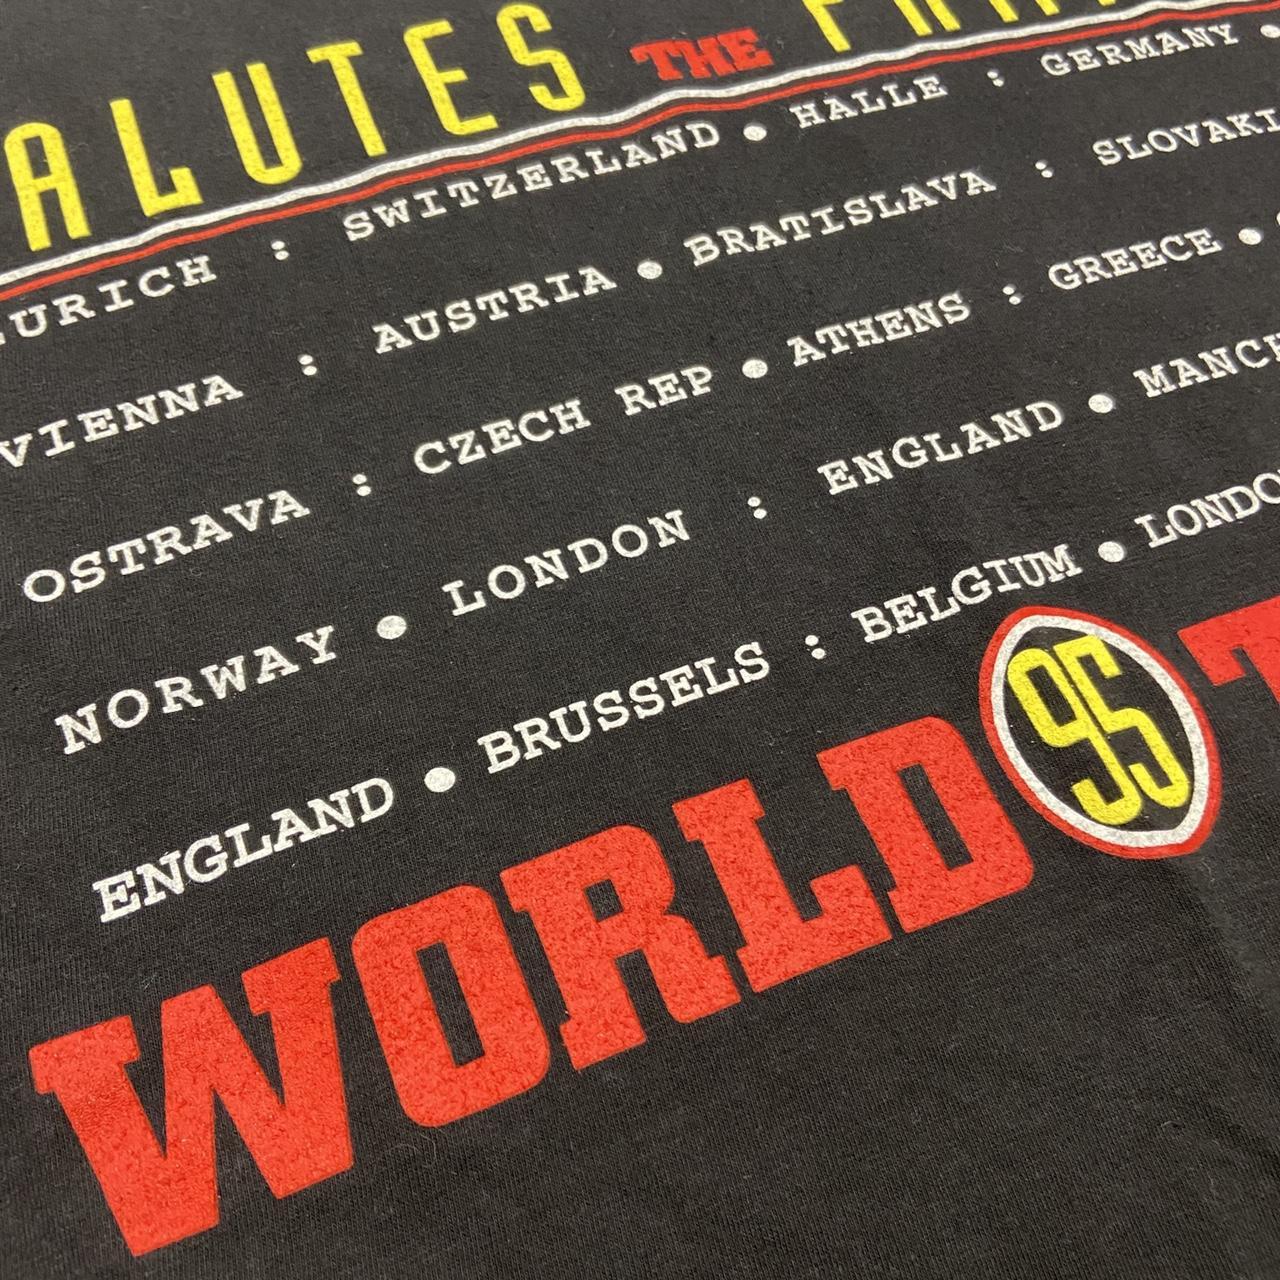 ALUTES THE
URICH : SWITZERLAND • HALLE : GERMANY •
VIENNA : AUSTRIA • BRATISLAVA : SLOVAKI
OSTRAVA : CZECH REP • ATHENS : GREECE •
NORWAY • LONDON : ENGLAND • MANCH
ENGLAND • BRUSSELS : BELGIUM • LONDO
WORLD 95 T